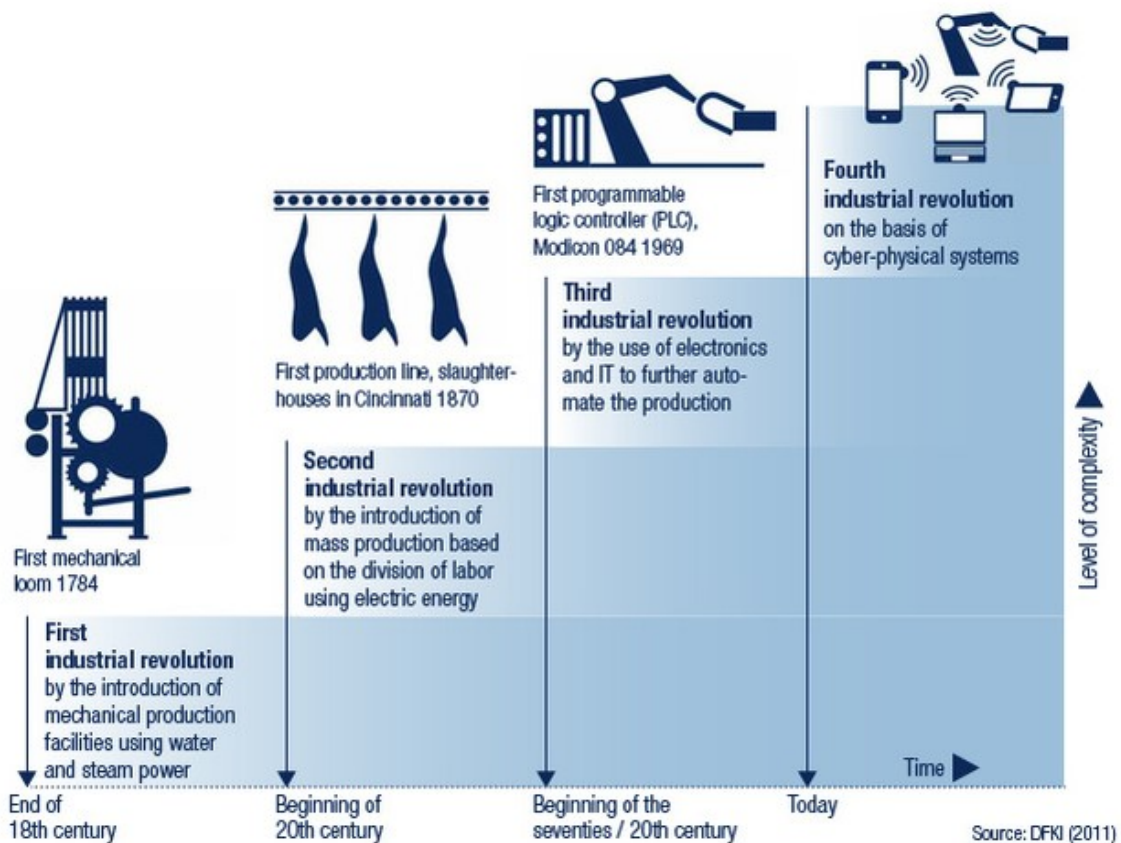 Fourth
industrial revolution
on the basis of
cyber-physical systems
First programmable
logic controller (PLC),
Modicon 084 1969
Third
industrial revolution
by the use of electronics
and IT to further auto-
mate the production
First production line, slaughter-
houses in Cincinnati 1870
Second
industrial revolution
by the introduction of
mass production based
on the division of labor
using electric energy
First mechanical
loom 1784
First
industrial revolution
by the introduction of
mechanical production
facilities using water
and steam power
Level of complexity
Time
End of
18th century
Beginning of
20th century
Beginning of the
seventies / 20th century
Today
Source: DFKI (2011)